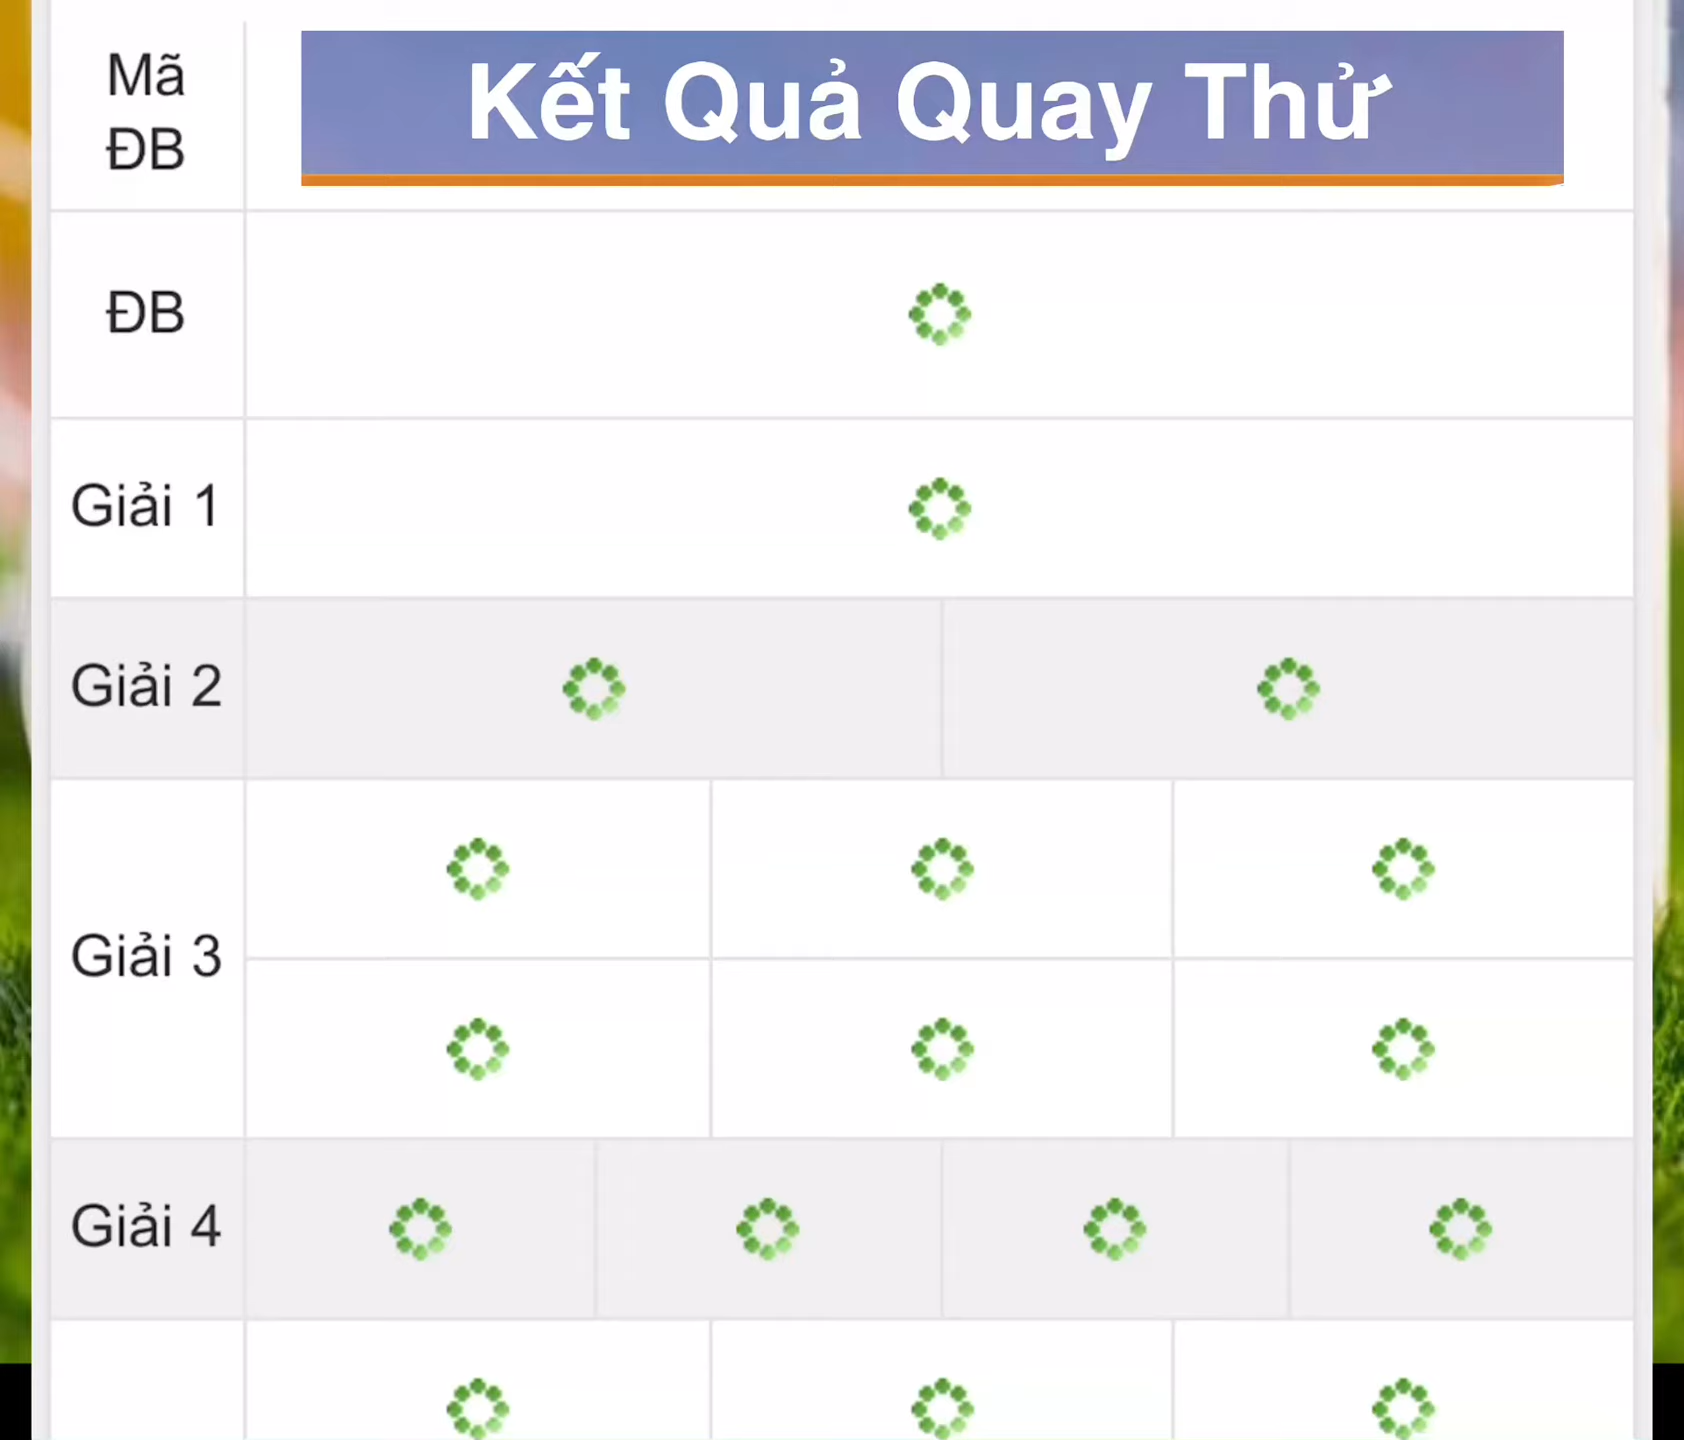 Mã
ĐB
Kết Quả Quay Thử
ĐB
Giải 1
Giải 2
Giải 3
Giải 4